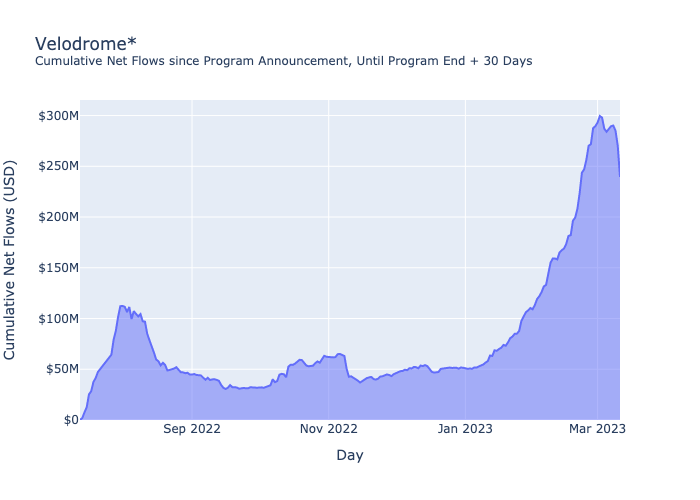 Velodrome*
Cumulative Net Flows since Program Announcement, Until Program End + 30 Days
Cumulative Net Flows (USD)
$300M
$250M
$200M
$150M
$100M
$50M
$0
Sep 2022
Nov 2022
Jan 2023
Mar 2023
Day